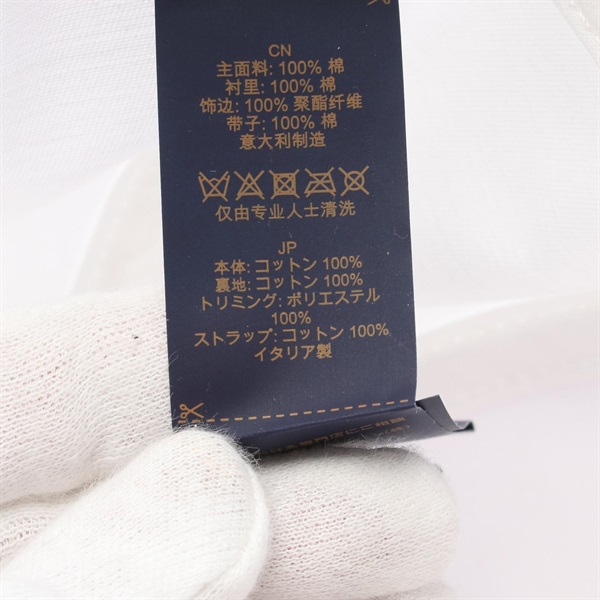 CN
主面料: 100% 棉
衬里: 100% 棉
饰边: 100% 聚酯纤维
带子: 100% 棉
意大利制造
仅由专业人士清洗
JP
本体: コットン 100%
裏地: コットン 100%
トリミング: ポリエステル
100%
ストラップ: コットン 100%
イタリア製